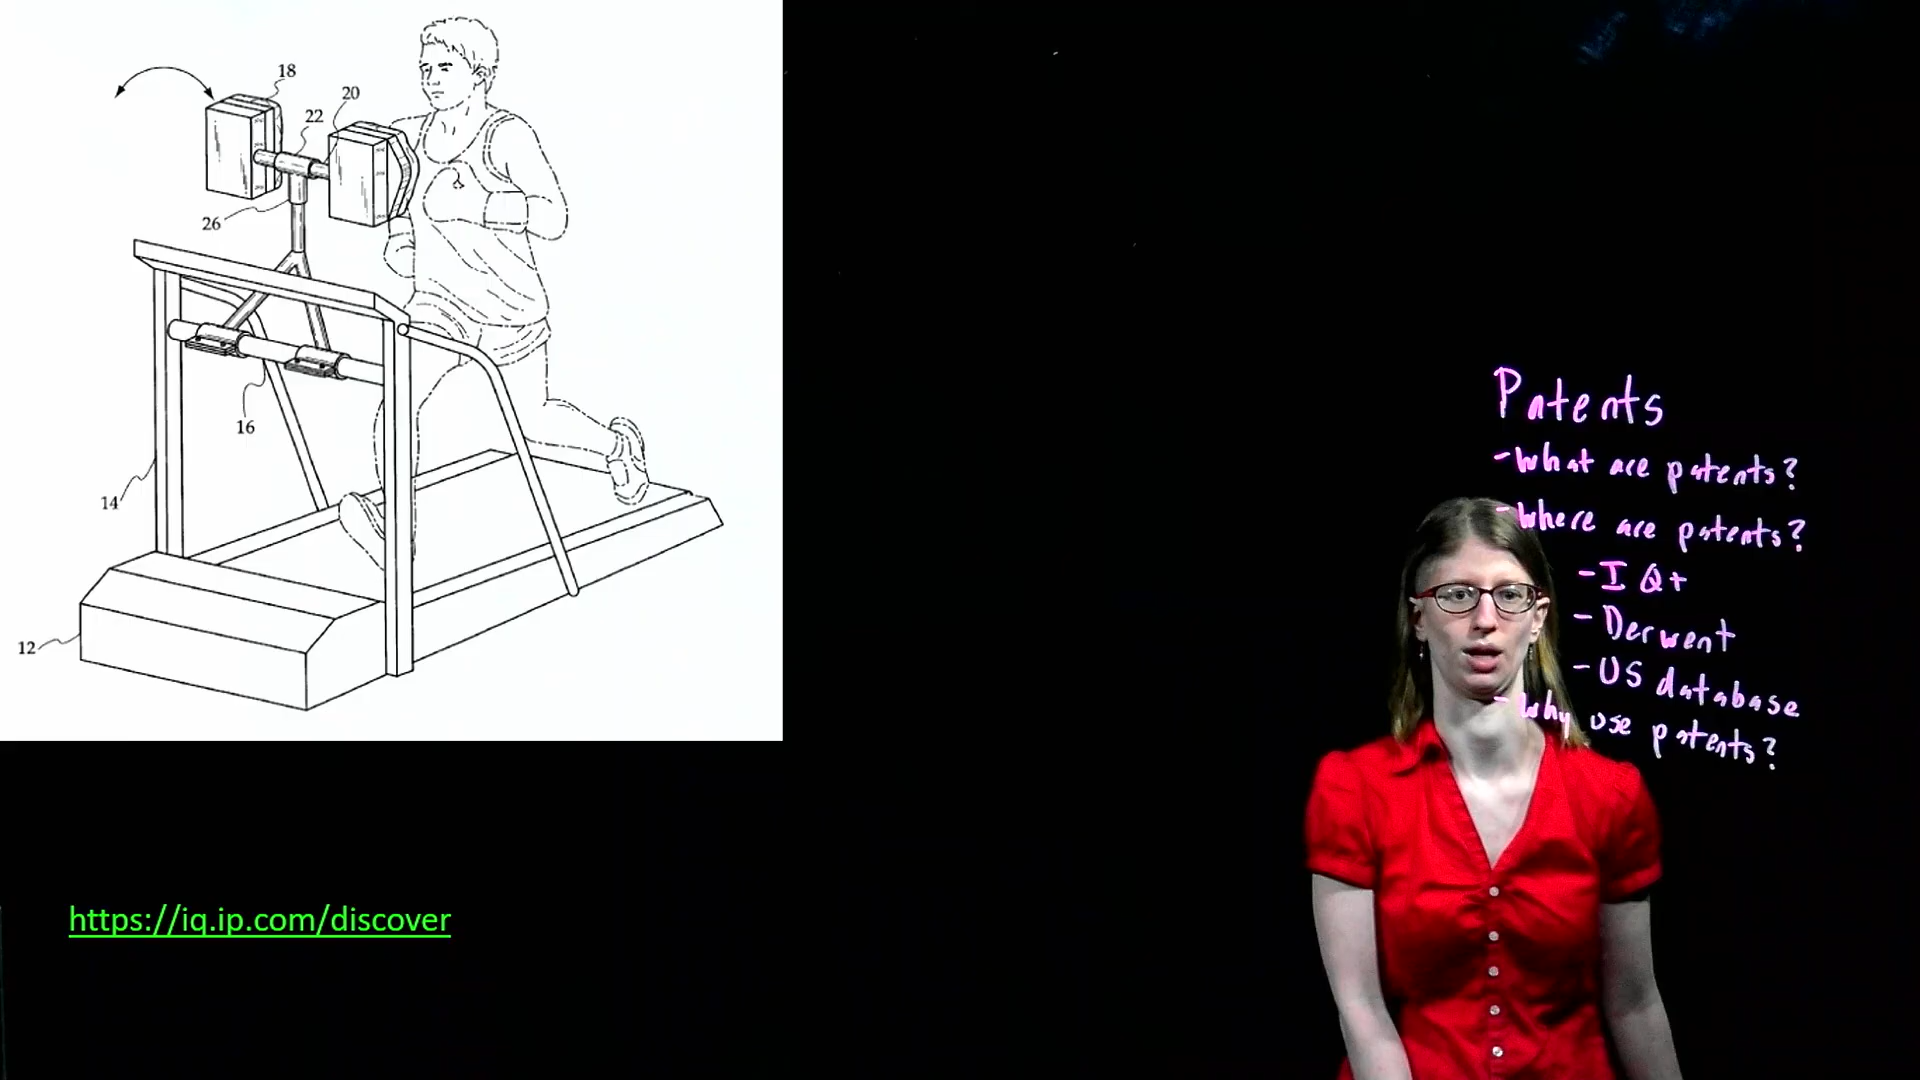 18
20
22
26
16
14
12
https://iq.ip.com/discover
Patents
-What are patents?
-Where are patents?
-IQ+
-Derwent
-US database
-Why use patents?